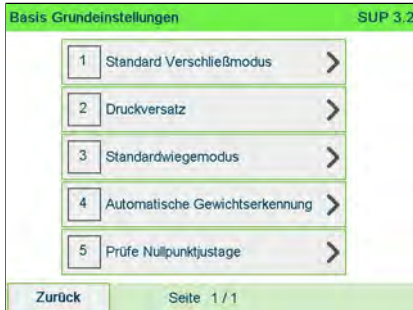 Basis Grundeinstellungen SUP 3.2
1 Standard Verschließmodus
2 Druckversatz
3 Standardwiegemodus
4 Automatische Gewichtserkennung
5 Prüfe Nullpunktjustage
Zurück Seite 1/1